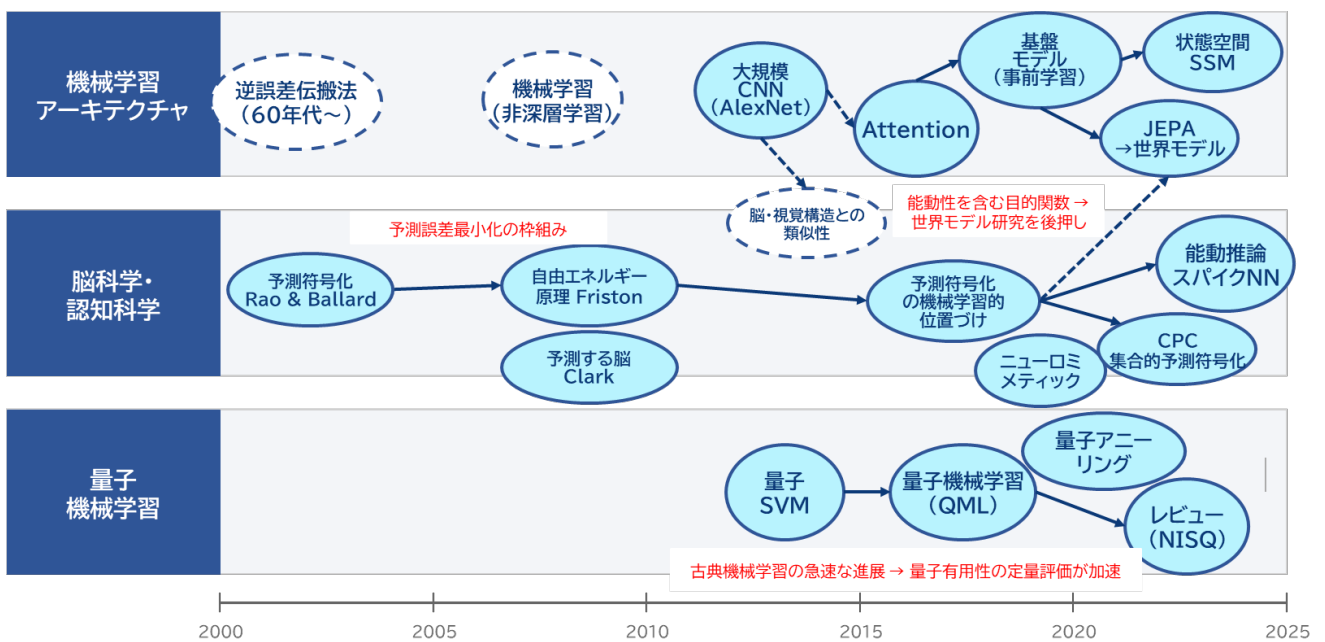 機械学習
アーキテクチャ
逆誤差伝搬法
（60年代～）
機械学習
（非深層学習）
大規模
CNN
（AlexNet）
Attention
基盤
モデル
（事前学習）
状態空間
SSM
JEPA
→世界モデル
脳・視覚構造との
類似性
能動性を含む目的関数 →
世界モデル研究を後押し
予測誤差最小化の枠組み
脳科学・
認知科学
予測符号化
Rao & Ballard
自由エネルギー
原理 Friston
予測する脳
Clark
予測符号化
の機械学習的
位置づけ
能動推論
スパイクNN
CPC
集合的予測符号化
ニューロミ
メティック
量子
機械学習
量子
SVM
量子機械学習
（QML）
量子アニー
リング
レビュー
（NISQ）
古典機械学習の急速な進展 → 量子有用性の定量評価が加速
2000
2005
2010
2015
2020
2025